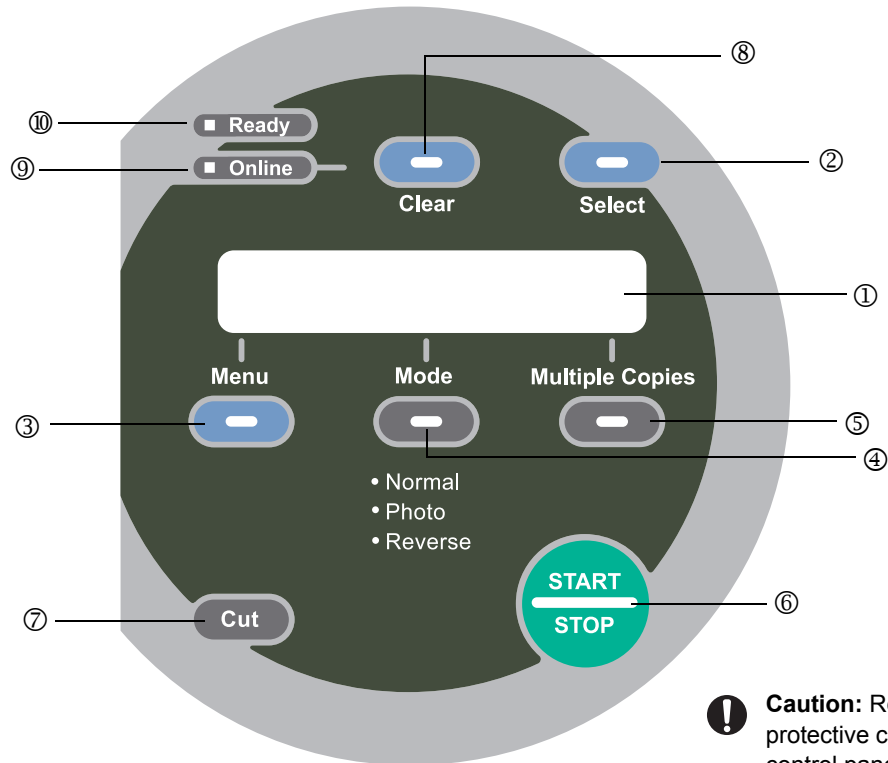 ⑧
⑩ Ready
⑨ Online
②
Clear
Select
①
Menu
Mode
Multiple Copies
③
⑤
④
• Normal
• Photo
• Reverse
START
⑥
STOP
⑦ Cut
Caution:
protective
control